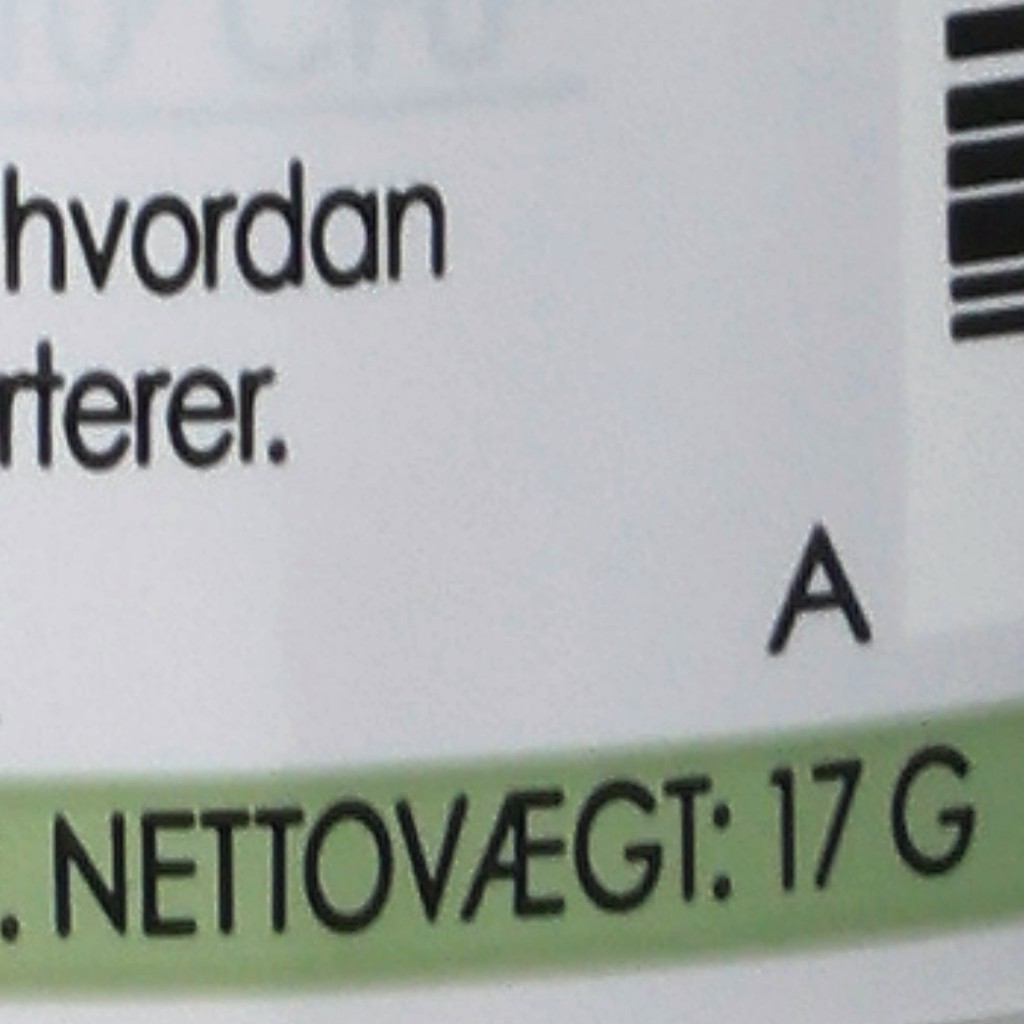 hvordan
rterer.
A
. NETTOVÆGT: 17 G